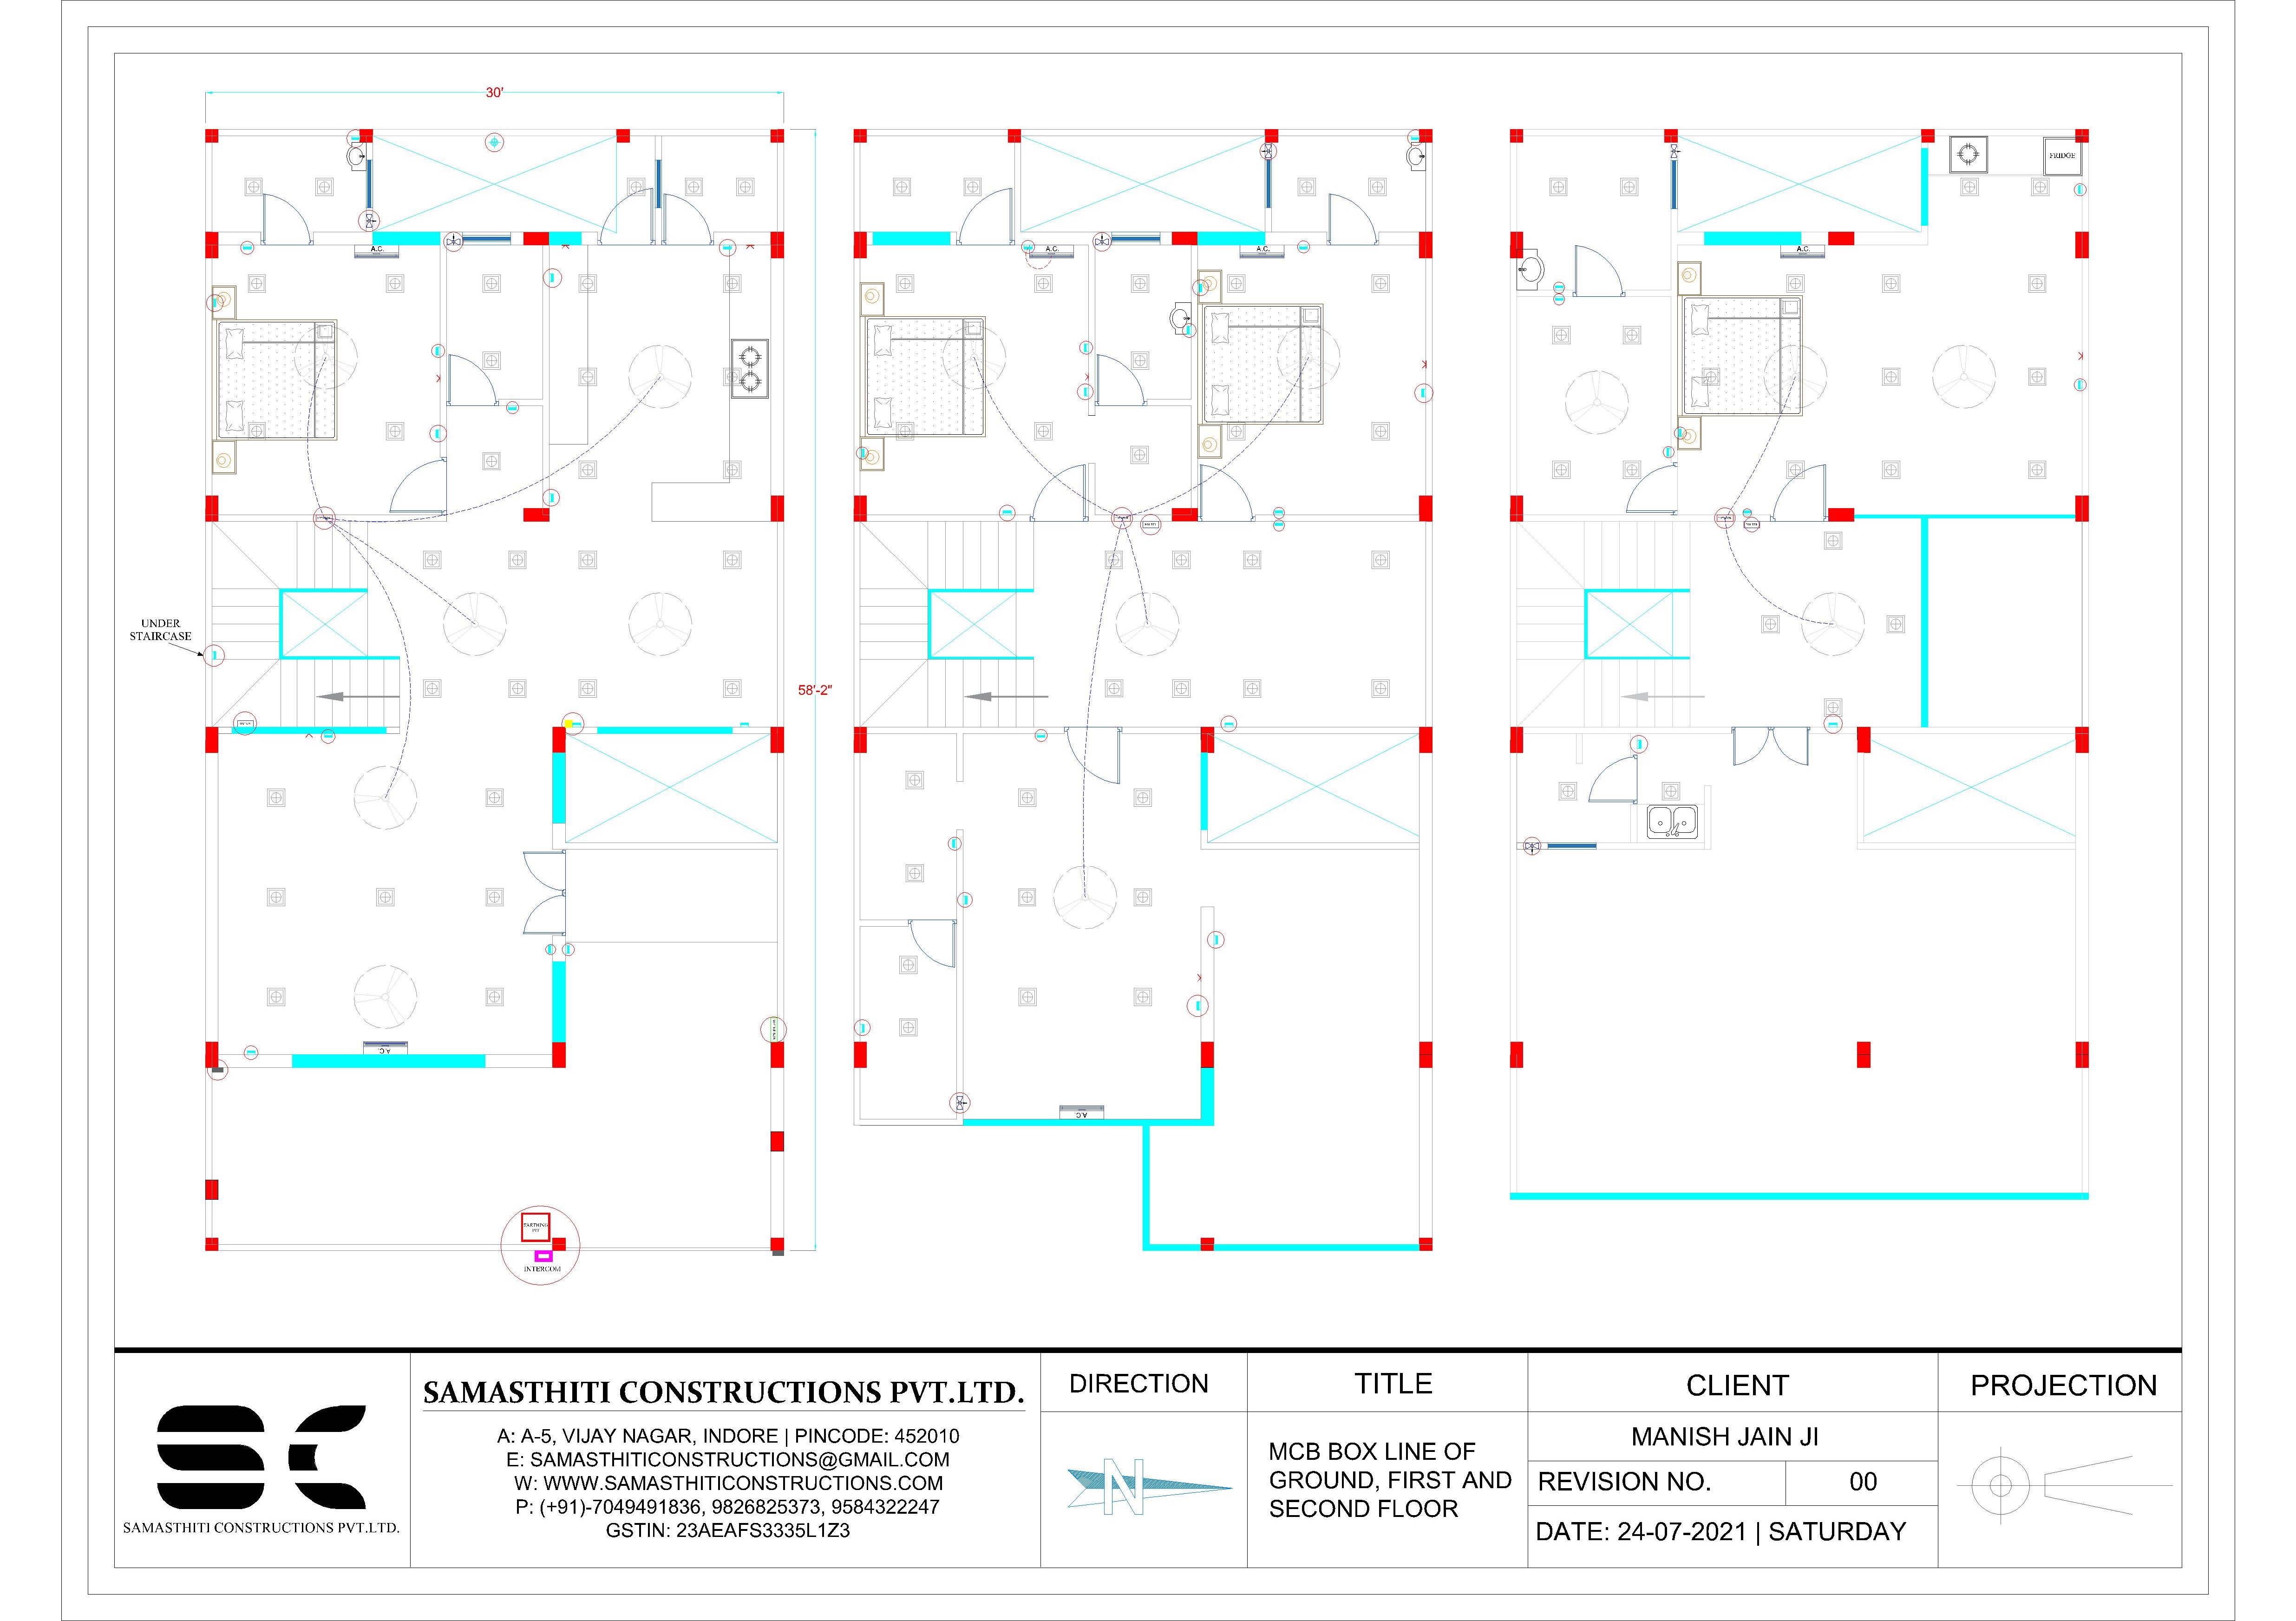 30'
A.C.
A.C.
A.C.
A.C.
FRIDGE
58'-2"
UNDER
STAIRCASE
A.C.
A.C.
EARTHING
PIT
INTERCOM
SAMASTHITI CONSTRUCTIONS PVT.LTD.
SAMASTHITI CONSTRUCTIONS PVT.LTD.
A: A-5, VIJAY NAGAR, INDORE | PINCODE: 452010
E: SAMASTHITICONSTRUCTIONS@GMAIL.COM
W: WWW.SAMASTHITICONSTRUCTIONS.COM
P: (+91)-7049491836, 9826825373, 9584322247
GSTIN: 23AEAFS3335L1Z3
DIRECTION
N
TITLE
MCB BOX LINE OF
GROUND, FIRST AND
SECOND FLOOR
CLIENT
MANISH JAIN JI
REVISION NO. 00
DATE: 24-07-2021 | SATURDAY
PROJECTION